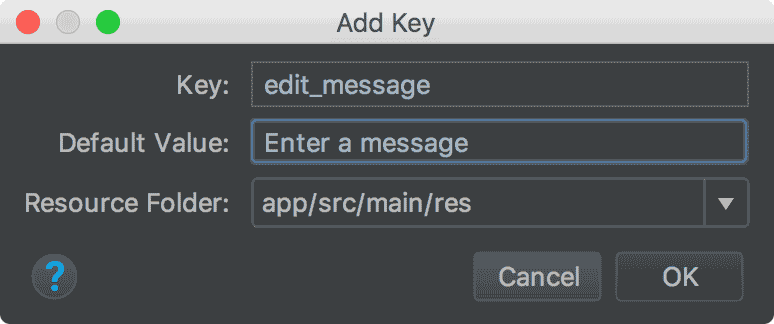 Add Key
Key: edit_message
Default Value: Enter a message
Resource Folder: app/src/main/res
? Cancel OK